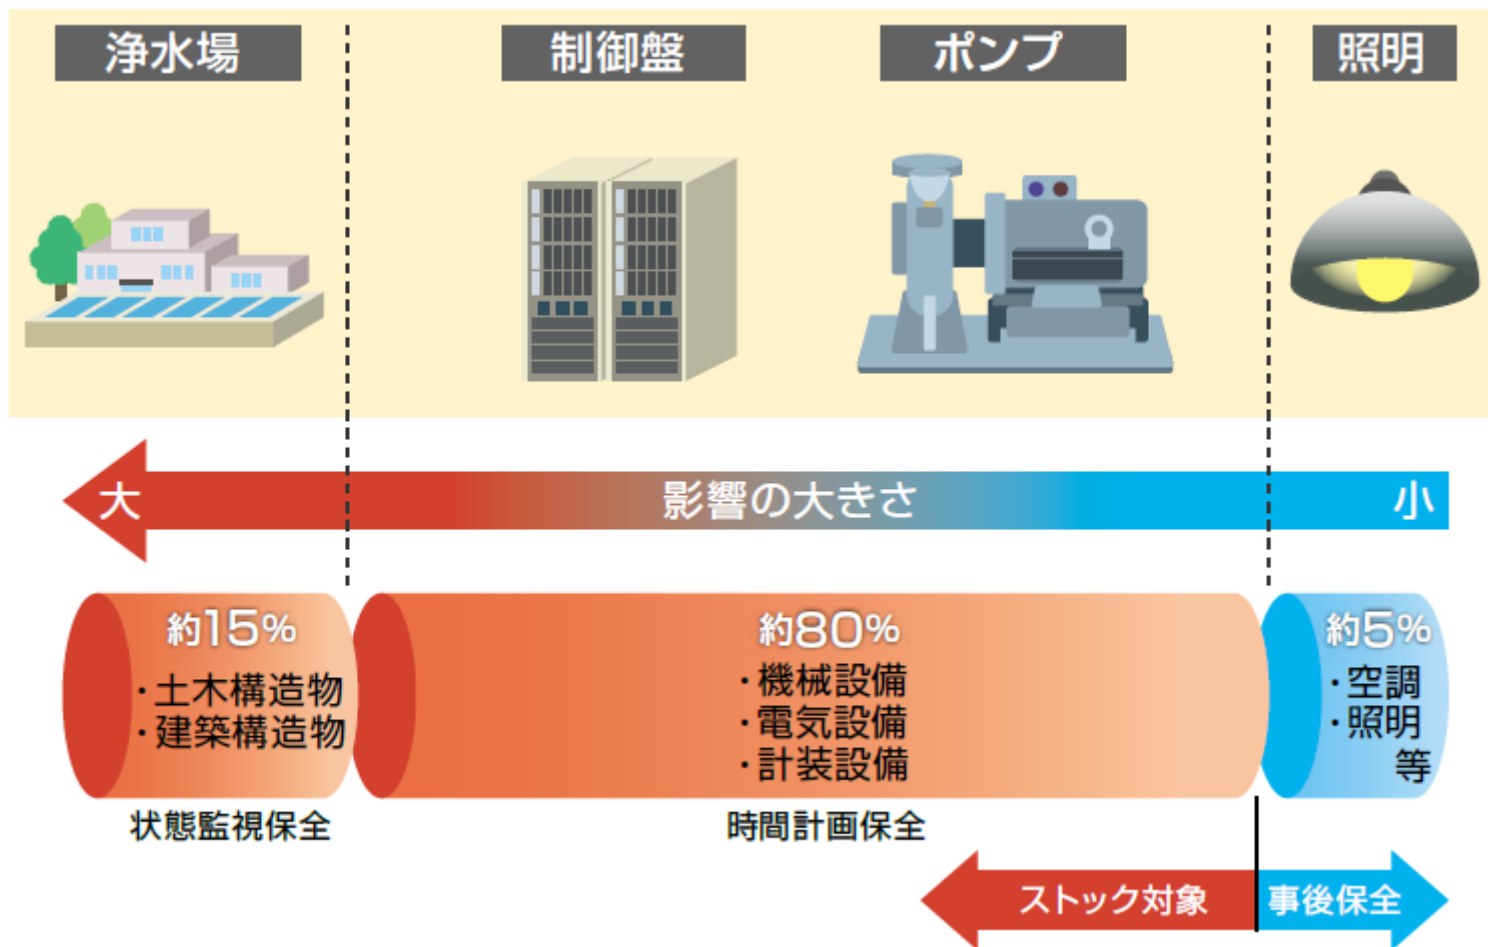 浄水場
制御盤
ポンプ
照明
大
影響の大きさ
小
約15%
・土木構造物
・建築構造物
状態監視保全
約80%
・機械設備
・電気設備
・計装設備
時間計画保全
約5%
・空調
・照明
等
ストック対象
事後保全